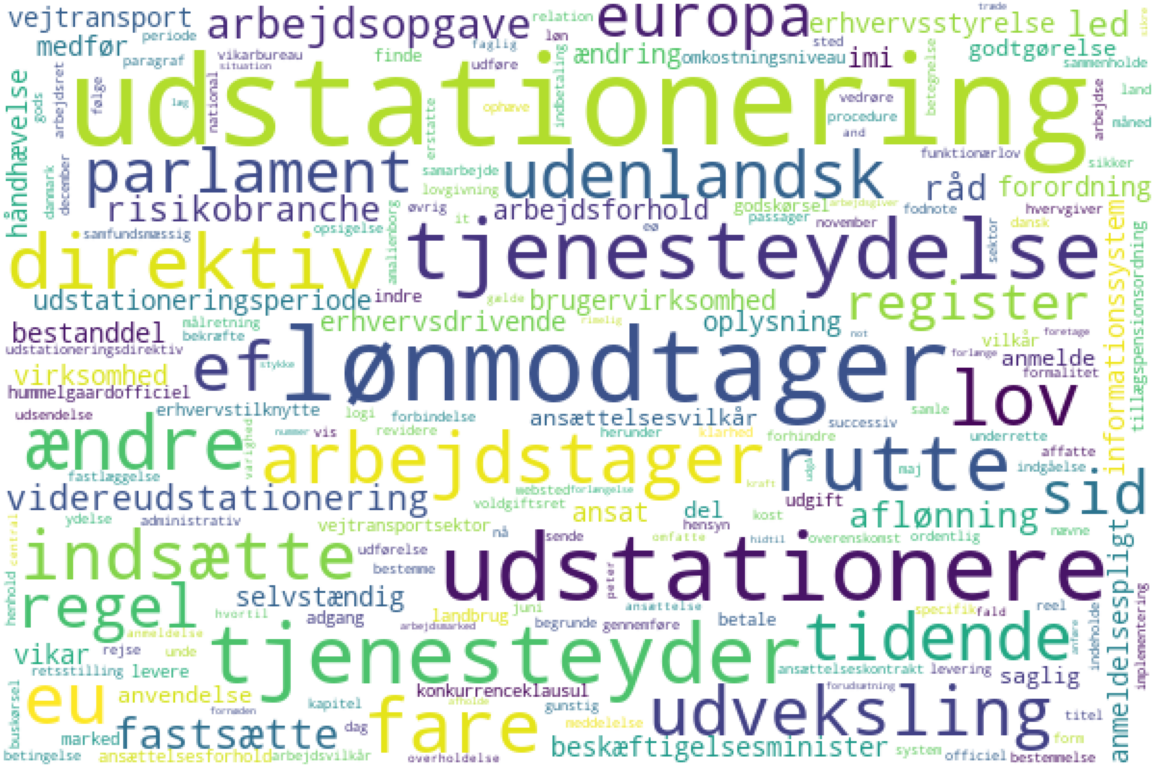 vejtransport
arbejdsopgave
relation
europa
træde
erhvervsstyrelse
led
sikre
medfør
periode
vikarbureau
løn
faglig
finde
ændring
omkostningsniveau
sted
imi
godtgørelse
sammenholde
paragraf
situation
udføre
udstationering
håndhævelse
gods
arbejdsret
følge
læg
national
ophæve
erstatte
indbetaling
vedrøre
procedure
and
betegnelse
arbejdse
land
måned
parlament
samarbejde
lovgivning
udenlandsk
funktionærlov
råd
sikker
forordning
danmark
december
risikobranche
amalienborg
øvrig
it
arbejdsforhold
godskørsel
arbejdsgiver
passager
november
fodnote
hvervgiver
dansk
samfundsmæssig
opsigelse
eø
direktiv
tjenesteydelse
sektor
informationssystem
tillægspensionsordning
udstationeringsperiode
indre
gælde
brugervirksomhed
register
bestanddel
målretning
bekræfte
erhvervsdrivende
rimelig
oplysning
not
vilkår
foretage
udstationeringsdirektiv
ef
stykke
lønmodtager
forlænge
anmelde
formalitet
virksomhed
hummelgaardofficiel
lov
udsendelse
erhvervstilknytte
logi
forbindelse
ansættelsesvilkår
successiv
samle
ændre
varighed
nummer
vis
revidere
herunder
klarhed
forhindre
underrette
affatte
arbejdstager
rutte
fastlæggelse
websted
forlængelse
kraft
udgå
maj
indgåelse
sid
videreudstationering
voldgiftsret
ansat
del
udgift
aflønning
nævne
central
ydelse
administrativ
vejtransportsektor
nå
sende
hensyn
kost
overenskomst
ordentlig
omfatte
hidtil
anmeldelsespligt
indsætte
udførelse
bestemme
udstationere
peter
henhold
regel
selvstændig
hvortil
adgang
landbrug
juni
ansættelse
specifik
fald
reel
indeholde
implementering
anmeldelse
arbejdsmarked
begrunde
gennemføre
betale
tjenesteyder
tidende
anføre
vikar
rejse
unde
retsstilling
levere
ansættelseskontrakt
levering
saglig
eu
anvendelse
konkurrenceklausul
forudsætning
buskørsel
fornøden
kapitel
afholde
gunstig
udveksling
titel
marked
fastsætte
dag
fare
meddelelse
form
betingelse
ansættelsesforhold
arbejdsvilkår
overholdelse
beskæftigelsesminister
system
officiel
bestemmelse